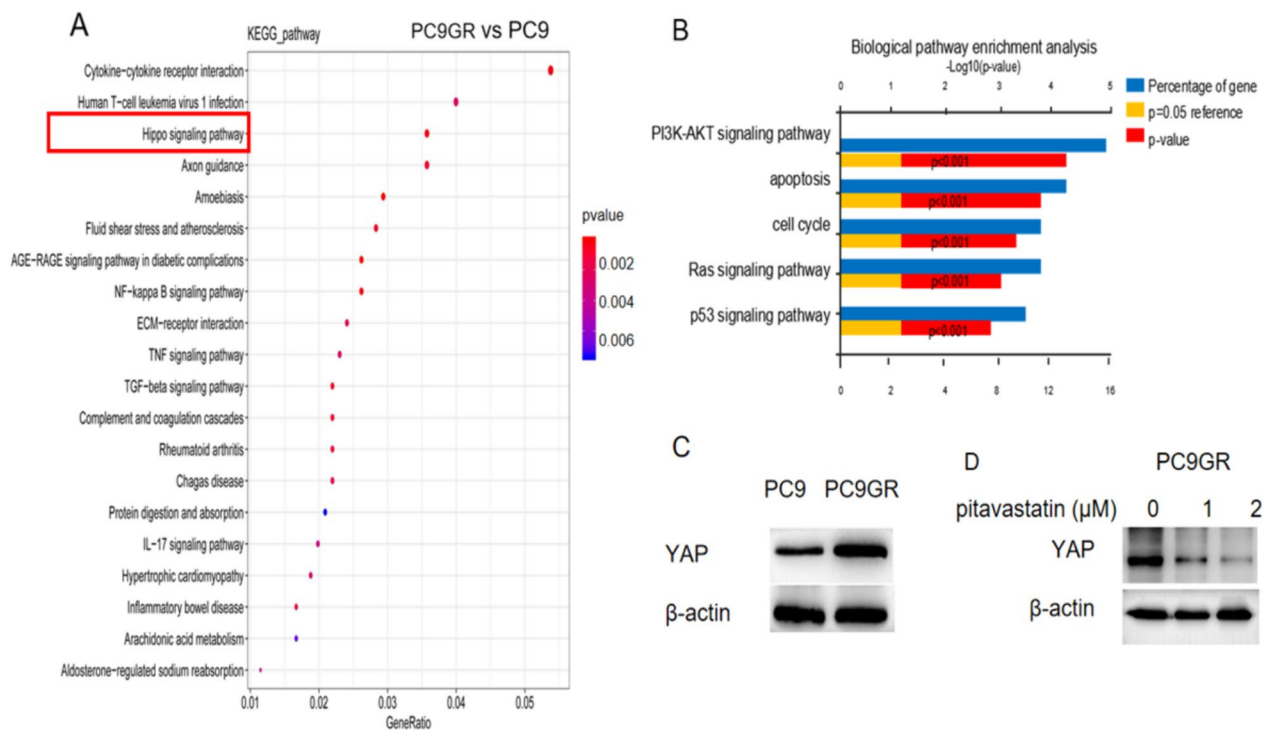 A
KEGG_pathway
PC9GR vs PC9
Cytokine-cytokine receptor interaction
Human T-cell leukemia virus 1 infection
Hippo signaling pathway
Axon guidance
Amoebiasis
Fluid shear stress and atherosclerosis
AGE-RAGE signaling pathway in diabetic complications
NF-kappa B signaling pathway
ECM-receptor interaction
TNF signaling pathway
TGF-beta signaling pathway
Complement and coagulation cascades
Rheumatoid arthritis
Chagas disease
Protein digestion and absorption
IL-17 signaling pathway
Hypertrophic cardiomyopathy
Inflammatory bowel disease
Arachidonic acid metabolism
Aldosterone-regulated sodium reabsorption
0.01 0.02 0.03 0.04 0.05
GeneRatio
pvalue
0.002
0.004
0.006
B
Biological pathway enrichment analysis
-Log10(p-value)
0 1 2 3 4 5
PI3K-AKT signaling pathway
p<0.001
apoptosis
p<0.001
cell cycle
p<0.001
Ras signaling pathway
p<0.001
p53 signaling pathway
p<0.001
0 2 4 8 12 16
Percentage of gene
p=0.05 reference
p-value
C
PC9 PC9GR
YAP
β-actin
D
PC9GR
pitavastatin (μM) 0 1 2
YAP
β-actin